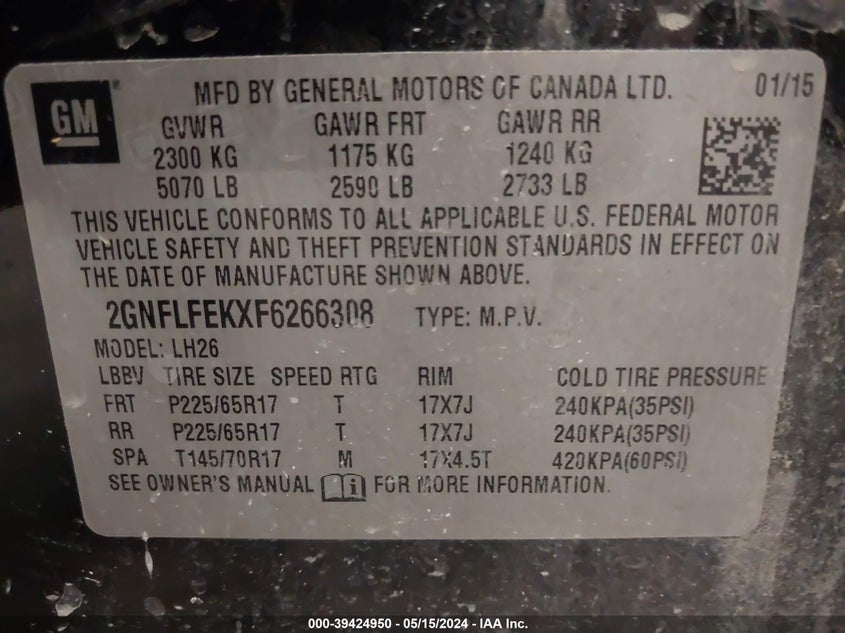 GM
MFD BY GENERAL MOTORS OF CANADA LTD. 01/15
GVWR GAWR FRT GAWR RR
2300 KG 1175 KG 1240 KG
5070 LB 2590 LB 2733 LB
THIS VEHICLE CONFORMS TO ALL APPLICABLE U.S. FEDERAL MOTOR
VEHICLE SAFETY AND THEFT PREVENTION STANDARDS IN EFFECT ON
THE DATE OF MANUFACTURE SHOWN ABOVE.
2GNFLFEKXF6266308 TYPE: M.P.V.
MODEL: LH26
LBBV TIRE SIZE SPEED RTG RIM COLD TIRE PRESSURE
FRT P225/65R17 T 17X7J 240KPA(35PSI)
RR P225/65R17 T 17X7J 240KPA(35PSI)
SPA T145/70R17 M 17X4.5T 420KPA(60PSI)
SEE OWNER'S MANUAL FOR MORE INFORMATION.
000-39424950 - 05/15/2024 - IAA Inc.